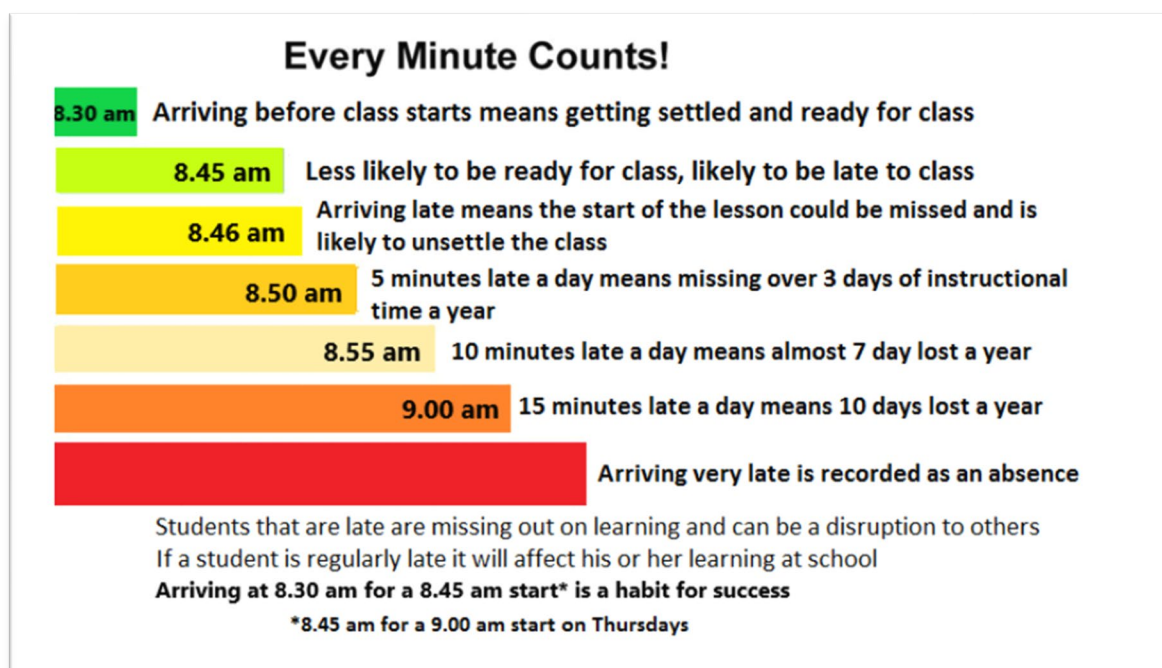 Every Minute Counts!
8.30 am Arriving before class starts means getting settled and ready for class
8.45 am Less likely to be ready for class, likely to be late to class
8.46 am Arriving late means the start of the lesson could be missed and is
likely to unsettle the class
8.50 am 5 minutes late a day means missing over 3 days of instructional
time a year
8.55 am 10 minutes late a day means almost 7 day lost a year
9.00 am 15 minutes late a day means 10 days lost a year
Arriving very late is recorded as an absence
Students that are late are missing out on learning and can be a disruption to others
If a student is regularly late it will affect his or her learning at school
Arriving at 8.30 am for a 8.45 am start* is a habit for success
*8.45 am for a 9.00 am start on Thursdays